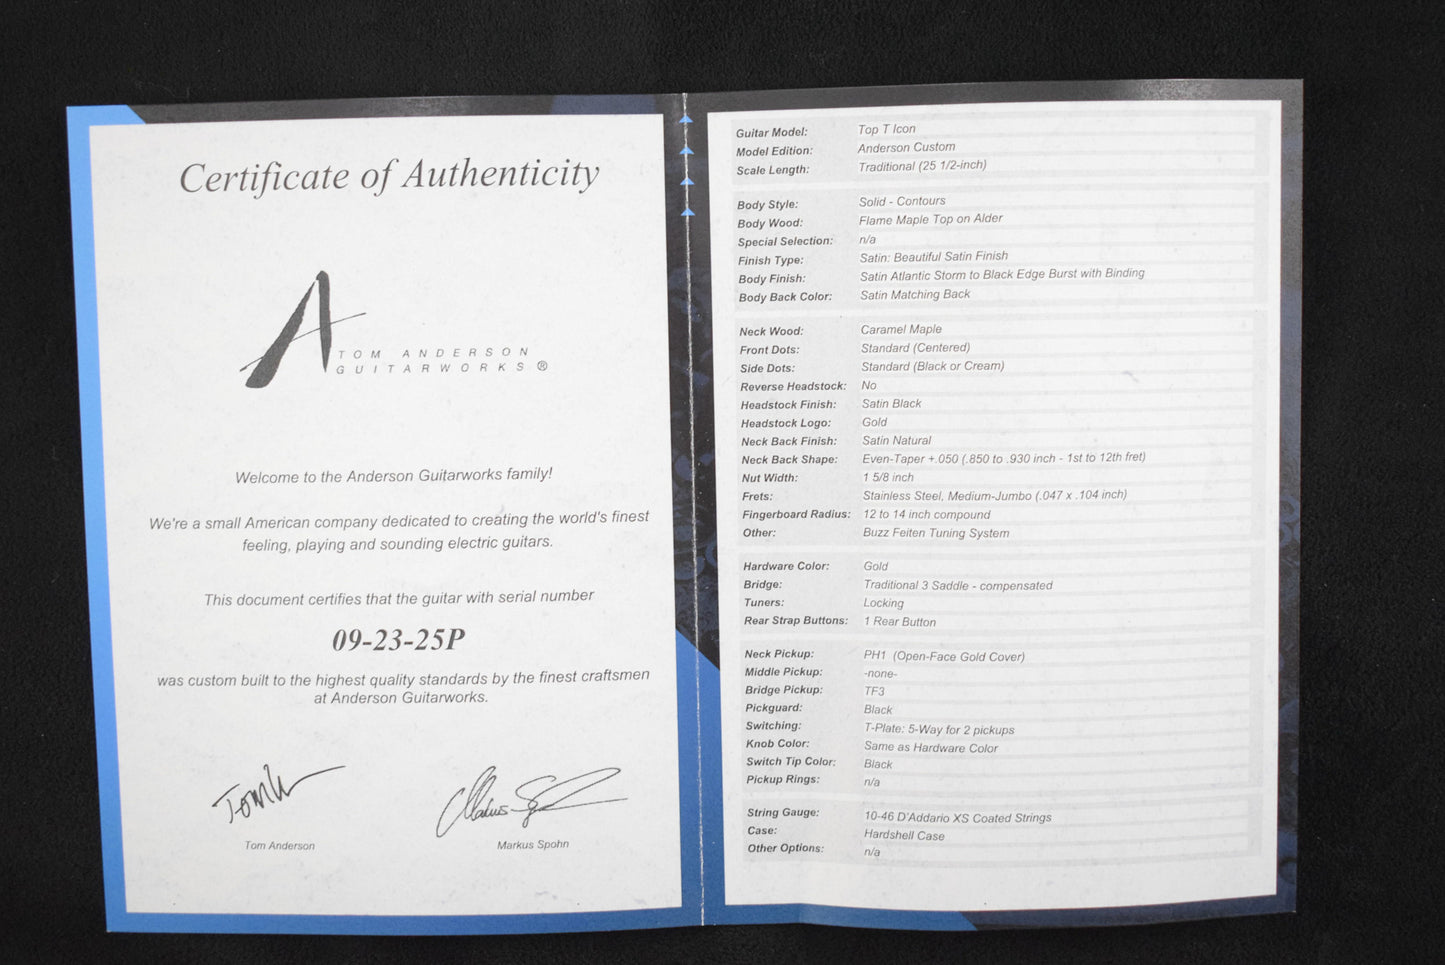 Certificate of Authenticity
TOM ANDERSON
GUITARWORKS ®
Welcome to the Anderson Guitarworks family!
We're a small American company dedicated to creating the world's finest
feeling, playing and sounding electric guitars.
This document certifies that the guitar with serial number
09-23-25P
was custom built to the highest quality standards by the finest craftsmen
at Anderson Guitarworks.
Tom Anderson
Markus Spohn
Guitar Model: Top T Icon
Model Edition: Anderson Custom
Scale Length: Traditional (25 1/2-inch)
Body Style: Solid - Contours
Body Wood: Flame Maple Top on Alder
Special Selection: n/a
Finish Type: Satin: Beautiful Satin Finish
Body Finish: Satin Atlantic Storm to Black Edge Burst with Binding
Body Back Color: Satin Matching Back
Neck Wood: Caramel Maple
Front Dots: Standard (Centered)
Side Dots: Standard (Black or Cream)
Reverse Headstock: No
Headstock Finish: Satin Black
Headstock Logo: Gold
Neck Back Finish: Satin Natural
Neck Back Shape: Even-Taper +.050 (.850 to .930 inch - 1st to 12th fret)
Nut Width: 1 5/8 inch
Frets: Stainless Steel, Medium-Jumbo (.047 x .104 inch)
Fingerboard Radius: 12 to 14 inch compound
Other: Buzz Feiten Tuning System
Hardware Color: Gold
Bridge: Traditional 3 Saddle - compensated
Tuners: Locking
Rear Strap Buttons: 1 Rear Button
Neck Pickup: PH1 (Open-Face Gold Cover)
Middle Pickup: -none-
Bridge Pickup: TF3
Pickguard: Black
Switching: T-Plate: 5-Way for 2 pickups
Knob Color: Same as Hardware Color
Switch Tip Color: Black
Pickup Rings: n/a
String Gauge: 10-46 D'Addario XS Coated Strings
Case: Hardshell Case
Other Options: n/a